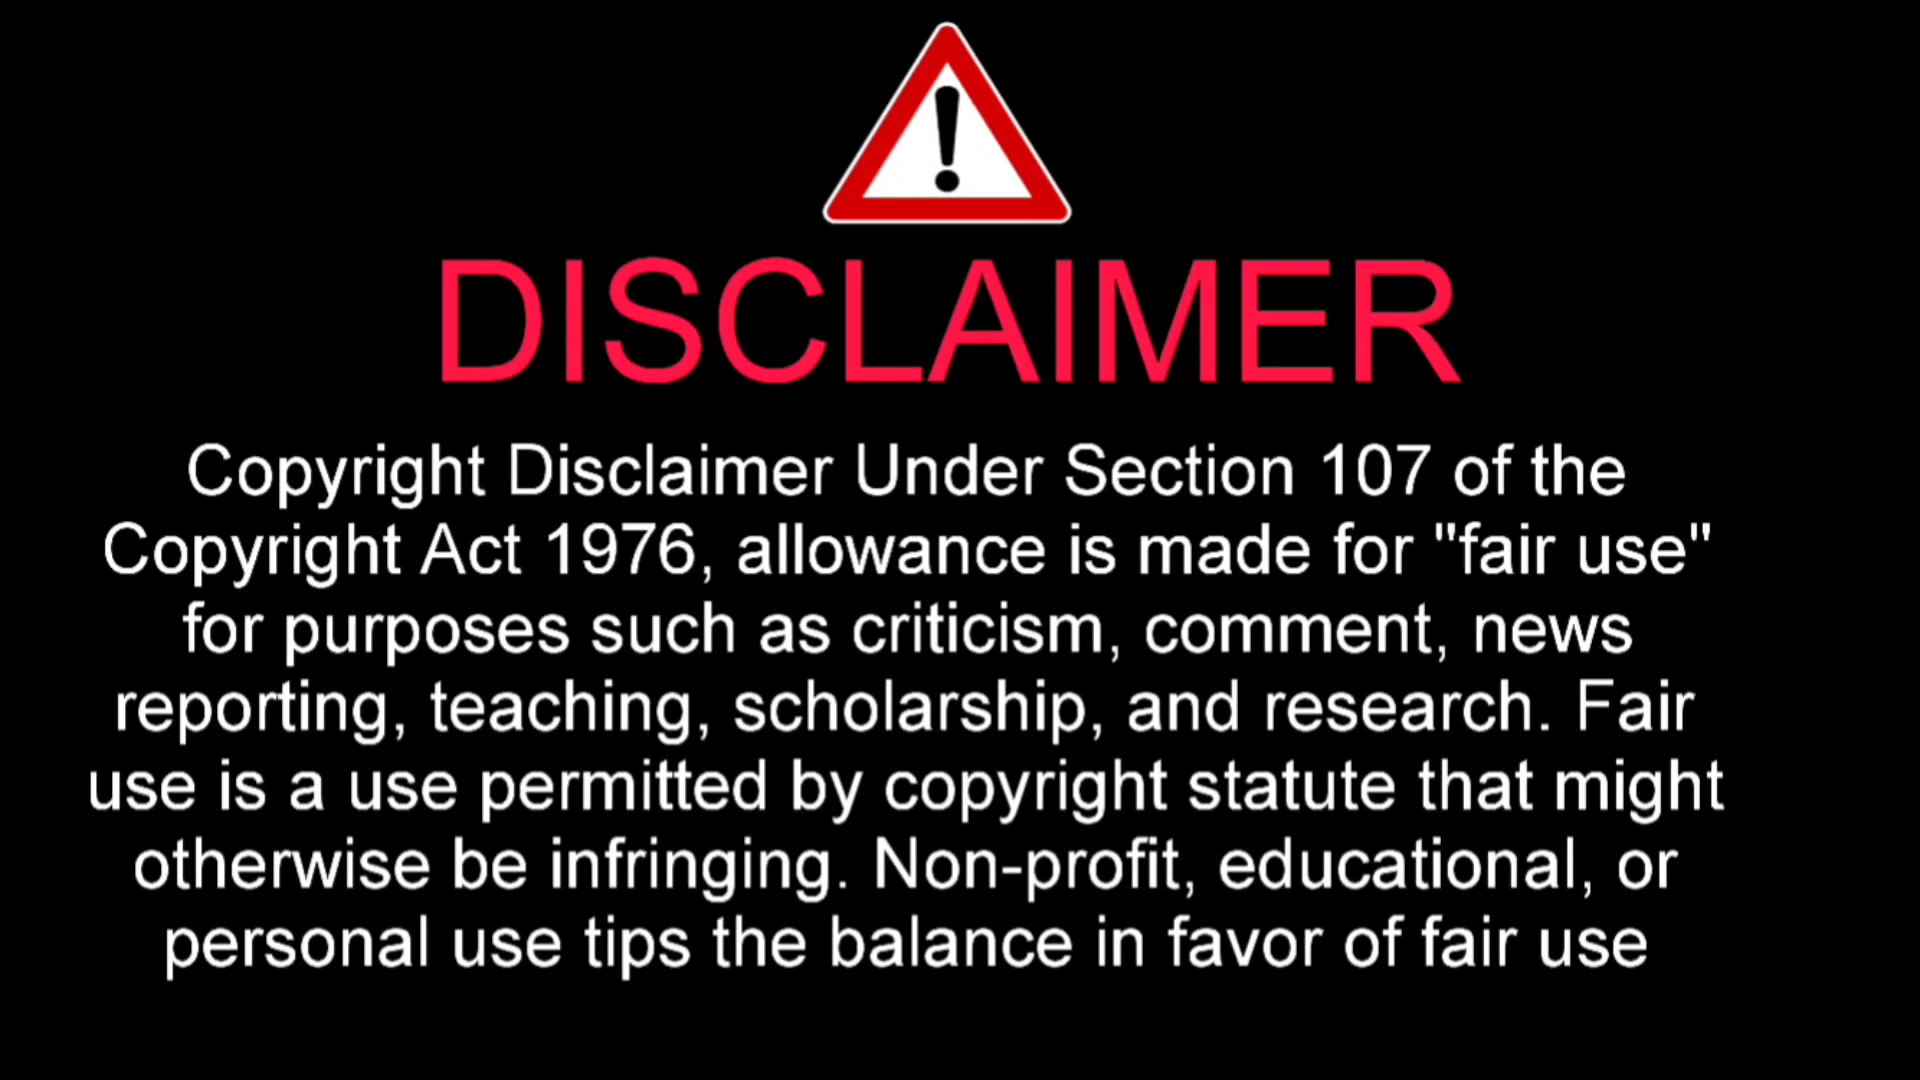 DISCLAIMER
Copyright Disclaimer Under Section 107 of the
Copyright Act 1976, allowance is made for "fair use"
for purposes such as criticism, comment, news
reporting, teaching, scholarship, and research. Fair
use is a use permitted by copyright statute that might
otherwise be infringing. Non-profit, educational, or
personal use tips the balance in favor of fair use